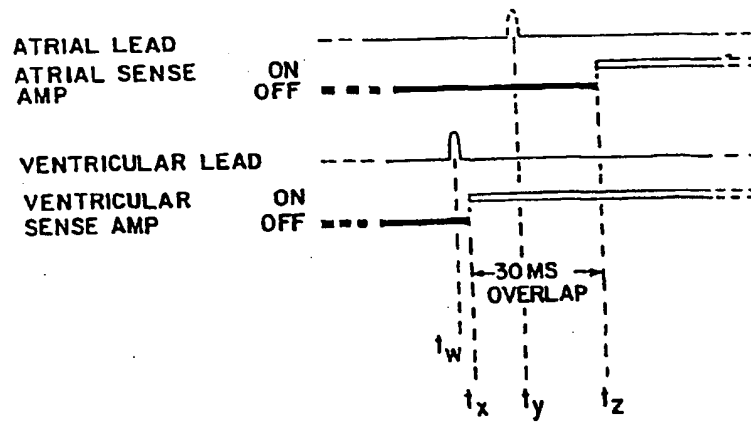 ATRIAL LEAD
ATRIAL SENSE ON
AMP OFF
VENTRICULAR LEAD
VENTRICULAR ON
SENSE AMP OFF
30 MS
OVERLAP
tw
tx ty tz